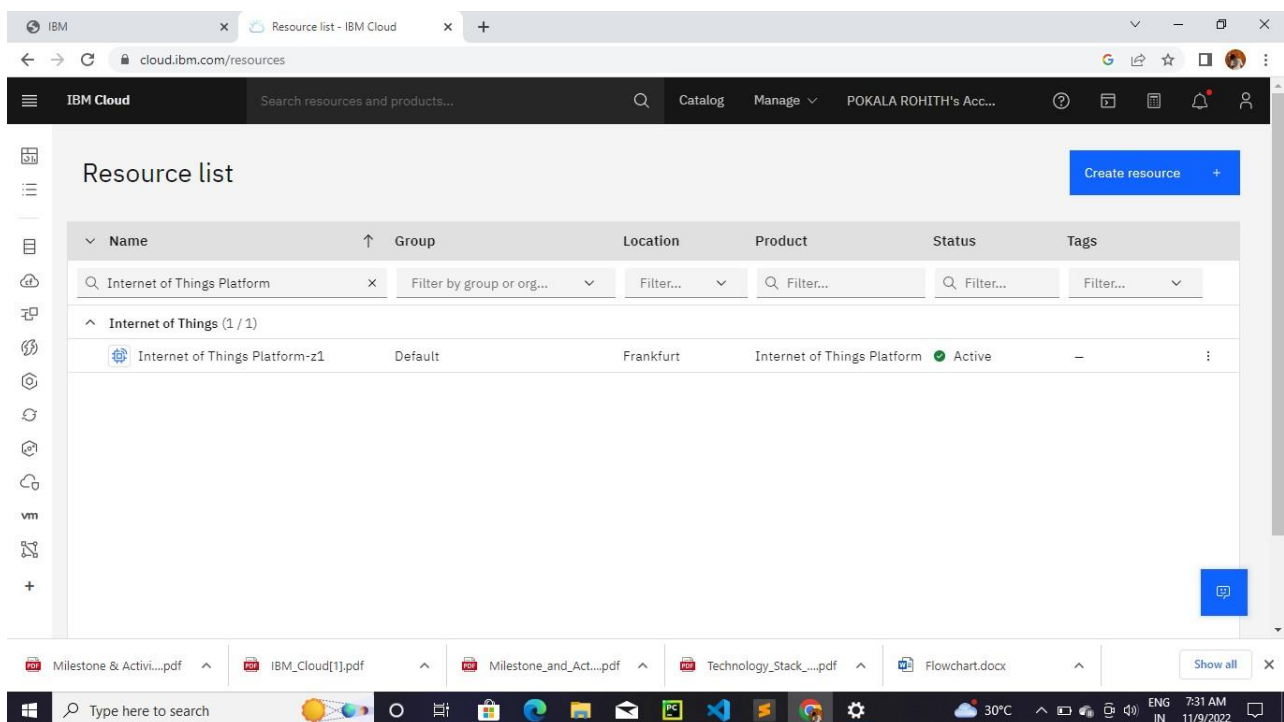 IBM
Resource list - IBM Cloud
cloud.ibm.com/resources
IBM Cloud
Search resources and products...
Catalog
Manage
POKALA ROHITH's Acc...
Resource list
Create resource +
Name
Group
Location
Product
Status
Tags
Internet of Things Platform
Filter by group or org...
Filter...
Filter...
Filter...
Filter...
Internet of Things (1 / 1)
Internet of Things Platform-z1
Default
Frankfurt
Internet of Things Platform
Active
–
vm
Milestone & Activi....pdf
IBM_Cloud[1].pdf
Milestone_and_Act....pdf
Technology_Stack_....pdf
Flowchart.docx
Show all
Type here to search
30°C
ENG
IN
7:31 AM
11/9/2022